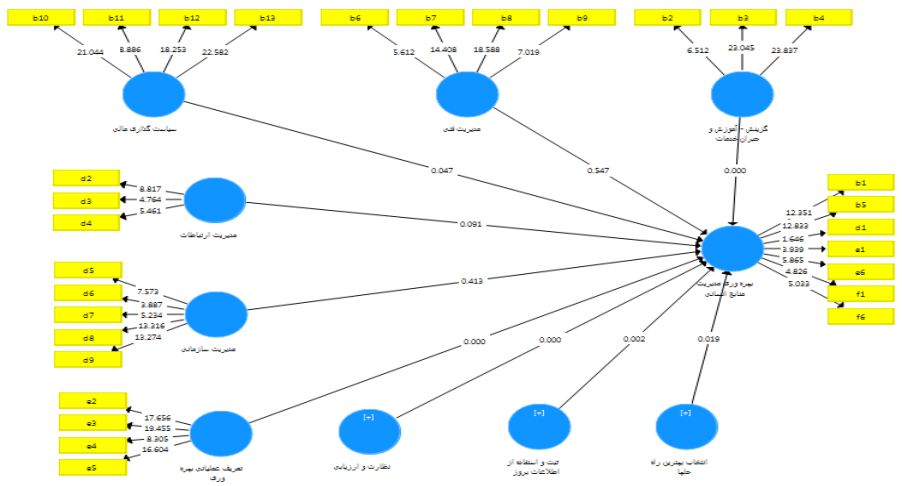 b10 b11 b12 b13 b6 b7 b8 b9 b2 b3 b4
21.044 8.886 18.253 22.582 5.612 14.408 18.588 7.019 6.512 23.045 23.837
سیاست گذاری مالی
مدیریت فنی
گزینش - آموزش و
جبران خدمات
0.047 0.547 0.000
d2 8.817
d3 4.764
d4 5.461
مدیریت ارتباطات
0.091
b1 12.351
b5 12.833
d1 1.646
e1 3.939
e6 5.865
f1 4.826
f6 5.033
بهره وری مدیریت
منابع انسانی
d5 7.573
d6 3.887
d7 5.234
d8 13.316
d9 13.274
مدیریت سازمانی
0.413
0.000 0.000 0.002 0.019
e2 17.656
e3 19.455
e4 8.305
e5 16.604
تعریف عملیاتی بهره
وری
[+]
نظارت و ارزیابی
[+]
ثبت و استفاده از
اطلاعات بروز
[+]
انتخاب بهترین راه
حلها